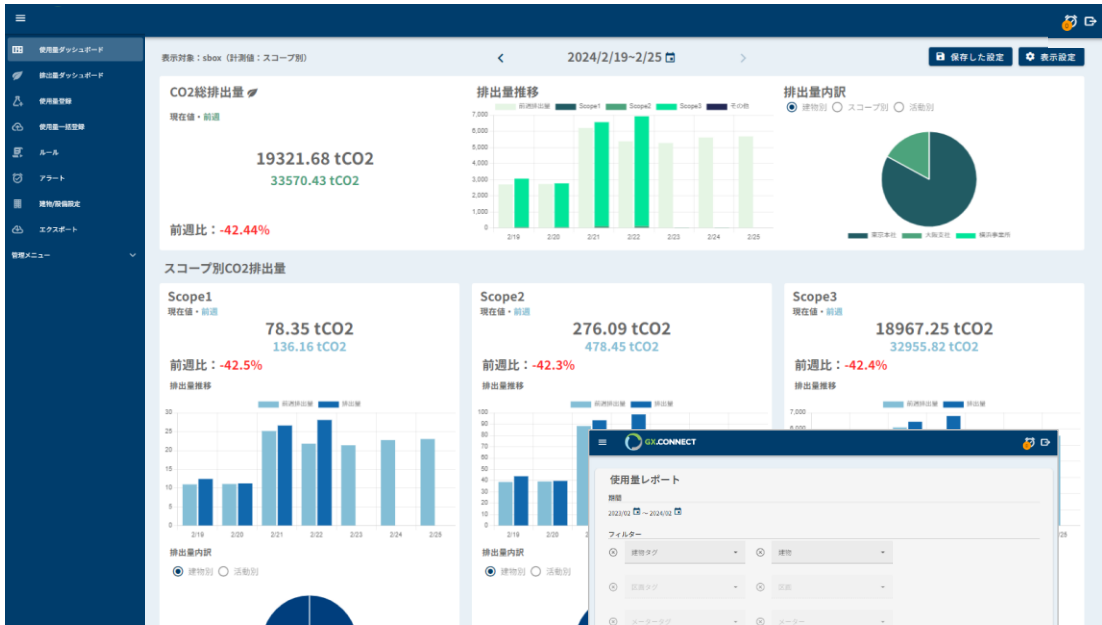 使用量ダッシュボード
排出量ダッシュボード
使用量登録
使用量一括登録
ルール
アラート
建物/設備設定
エクスポート
管理メニュー
表示対象：sbox（計測値：スコープ別）
2024/2/19~2/25
保存した設定
表示設定
CO2総排出量
現在値・前週
19321.68 tCO2
33570.43 tCO2
前週比：-42.44%
排出量推移
前週排出量 Scope1 Scope2 Scope3 その他
7,000
6,000
5,000
4,000
3,000
2,000
1,000
0
2/19 2/20 2/21 2/22 2/23 2/24 2/25
排出量内訳
建物別 スコープ別 活動別
東京本社 大阪支社 横浜事業所
スコープ別CO2排出量
Scope1
現在値・前週
78.35 tCO2
136.16 tCO2
前週比：-42.5%
排出量推移
前週排出量 排出量
30
25
20
15
10
5
0
2/19 2/20 2/21 2/22 2/23 2/24 2/25
排出量内訳
建物別 活動別
Scope2
現在値・前週
276.09 tCO2
478.45 tCO2
前週比：-42.3%
排出量推移
前週排出量 排出量
100
90
80
70
60
50
40
30
20
10
0
2/19 2/20
排出量内訳
建物別 活動別
Scope3
現在値・前週
18967.25 tCO2
32955.82 tCO2
前週比：-42.4%
排出量推移
前週排出量 排出量
7,000
GX.CONNECT
使用量レポート
期間
2023/02 ～ 2024/02
フィルター
建物タグ 建物
メータータグ メーター